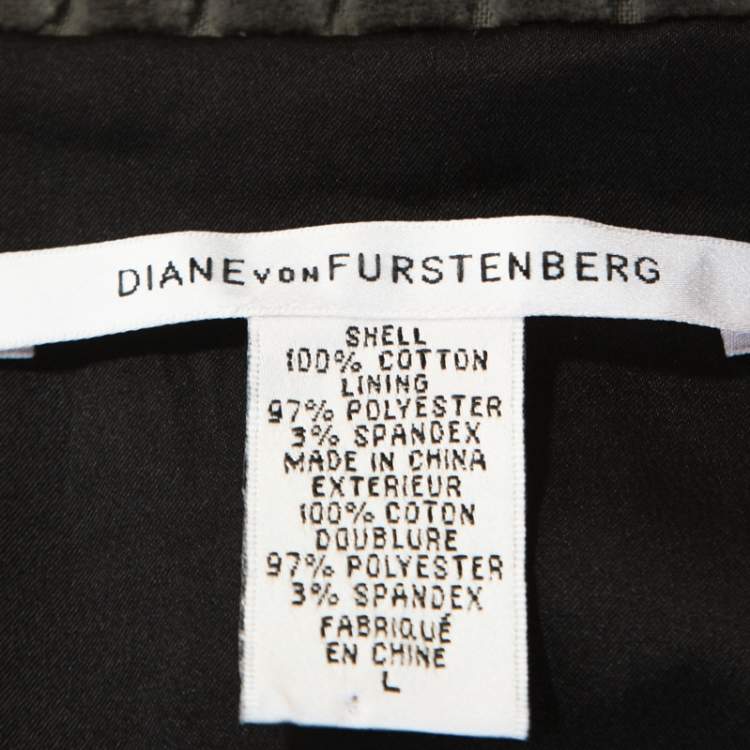 DIANE VON FURSTENBERG
SHELL
100% COTTON
LINING
97% POLYESTER
3% SPANDEX
MADE IN CHINA
EXTERIEUR
100% COTON
DOUBLURE
97% POLYESTER
3% SPANDEX
FABRIQUÉ
EN CHINE
L